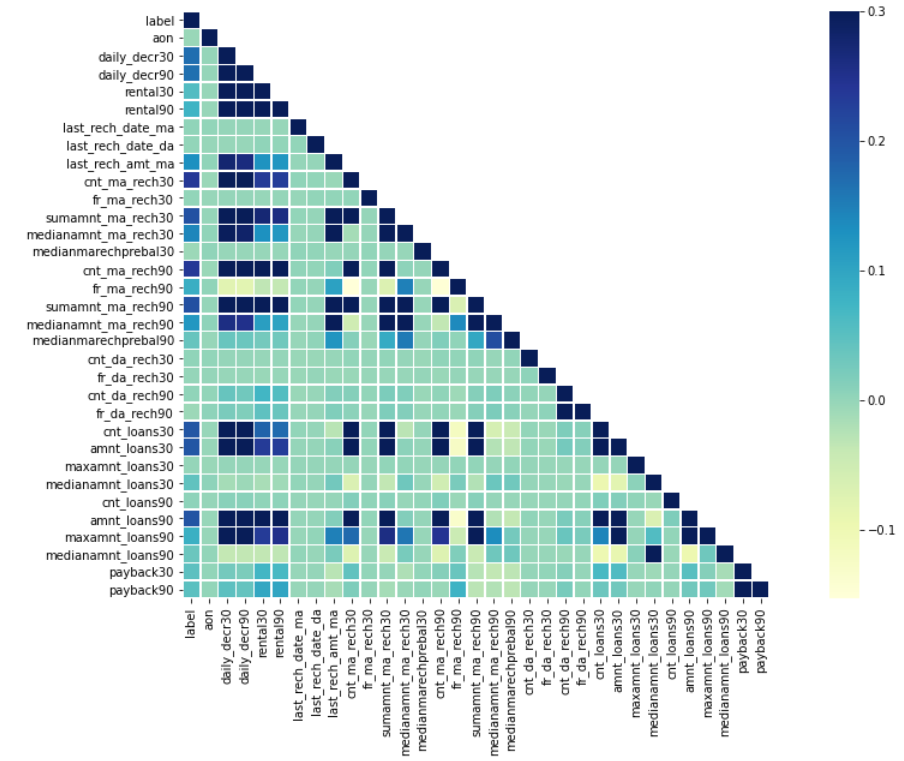 label
aon
daily_decr30
daily_decr90
rental30
rental90
last_rech_date_ma
last_rech_date_da
last_rech_amt_ma
cnt_ma_rech30
fr_ma_rech30
sumamnt_ma_rech30
medianamnt_ma_rech30
medianmarechprebal30
cnt_ma_rech90
fr_ma_rech90
sumamnt_ma_rech90
medianamnt_ma_rech90
medianmarechprebal90
cnt_da_rech30
fr_da_rech30
cnt_da_rech90
fr_da_rech90
cnt_loans30
amnt_loans30
maxamnt_loans30
medianamnt_loans30
cnt_loans90
amnt_loans90
maxamnt_loans90
medianamnt_loans90
payback30
payback90
label
aon
daily_decr30
daily_decr90
rental30
rental90
last_rech_date_ma
last_rech_date_da
last_rech_amt_ma
cnt_ma_rech30
fr_ma_rech30
sumamnt_ma_rech30
medianamnt_ma_rech30
medianmarechprebal30
cnt_ma_rech90
fr_ma_rech90
sumamnt_ma_rech90
medianamnt_ma_rech90
medianmarechprebal90
cnt_da_rech30
fr_da_rech30
cnt_da_rech90
fr_da_rech90
cnt_loans30
amnt_loans30
maxamnt_loans30
medianamnt_loans30
cnt_loans90
amnt_loans90
maxamnt_loans90
medianamnt_loans90
payback30
payback90
0.3
0.2
0.1
0.0
−0.1